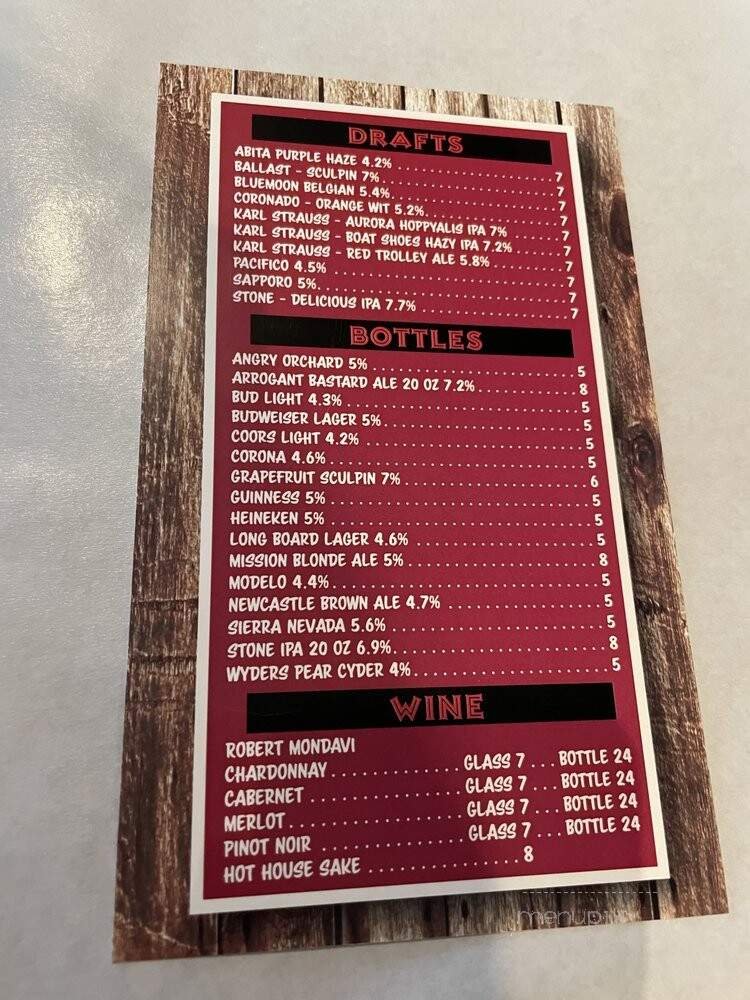 DRAFTS
ABITA PURPLE HAZE 4.2% . . . . . . . . . . . . . . . . . . . . 7
BALLAST - SCULPIN 7% . . . . . . . . . . . . . . . . . . . . 7
BLUEMOON BELGIAN 5.4% . . . . . . . . . . . . . . . . . . . . 7
CORONADO - ORANGE WIT 5.2% . . . . . . . . . . . . . . . . 7
KARL STRAUSS - AURORA HOPPYALIS IPA 7% . . . . . . . 7
KARL STRAUSS - BOAT SHOES HAZY IPA 7.2% . . . . . . . 7
KARL STRAUSS - RED TROLLEY ALE 5.8% . . . . . . . . . . 7
PACIFICO 4.5% . . . . . . . . . . . . . . . . . . . . . . . . . . 7
SAPPORO 5% . . . . . . . . . . . . . . . . . . . . . . . . . . . 7
STONE - DELICIOUS IPA 7.7% . . . . . . . . . . . . . . . . . 7
BOTTLES
ANGRY ORCHARD 5% . . . . . . . . . . . . . . . . . . . . . . 5
ARROGANT BASTARD ALE 20 OZ 7.2% . . . . . . . . . . . 8
BUD LIGHT 4.3% . . . . . . . . . . . . . . . . . . . . . . . . . 5
BUDWEISER LAGER 5% . . . . . . . . . . . . . . . . . . . . . 5
COORS LIGHT 4.2% . . . . . . . . . . . . . . . . . . . . . . . 5
CORONA 4.6% . . . . . . . . . . . . . . . . . . . . . . . . . . . 5
GRAPEFRUIT SCULPIN 7% . . . . . . . . . . . . . . . . . . . 6
GUINNESS 5% . . . . . . . . . . . . . . . . . . . . . . . . . . . 5
HEINEKEN 5% . . . . . . . . . . . . . . . . . . . . . . . . . . . 5
LONG BOARD LAGER 4.6% . . . . . . . . . . . . . . . . . . . 5
MISSION BLONDE ALE 5% . . . . . . . . . . . . . . . . . . . 8
MODELO 4.4% . . . . . . . . . . . . . . . . . . . . . . . . . . . 5
NEWCASTLE BROWN ALE 4.7% . . . . . . . . . . . . . . . . 5
SIERRA NEVADA 5.6% . . . . . . . . . . . . . . . . . . . . . 5
STONE IPA 20 OZ 6.9% . . . . . . . . . . . . . . . . . . . . 8
WYDERS PEAR CYDER 4% . . . . . . . . . . . . . . . . . . . 5
WINE
ROBERT MONDAVI
CHARDONNAY . . . . . . . . . . . . GLASS 7 . . . BOTTLE 24
CABERNET . . . . . . . . . . . . . . GLASS 7 . . . BOTTLE 24
MERLOT . . . . . . . . . . . . . . . . GLASS 7 . . . BOTTLE 24
PINOT NOIR . . . . . . . . . . . . . GLASS 7 . . . BOTTLE 24
HOT HOUSE SAKE . . . . . . . . . . . . . . . 8